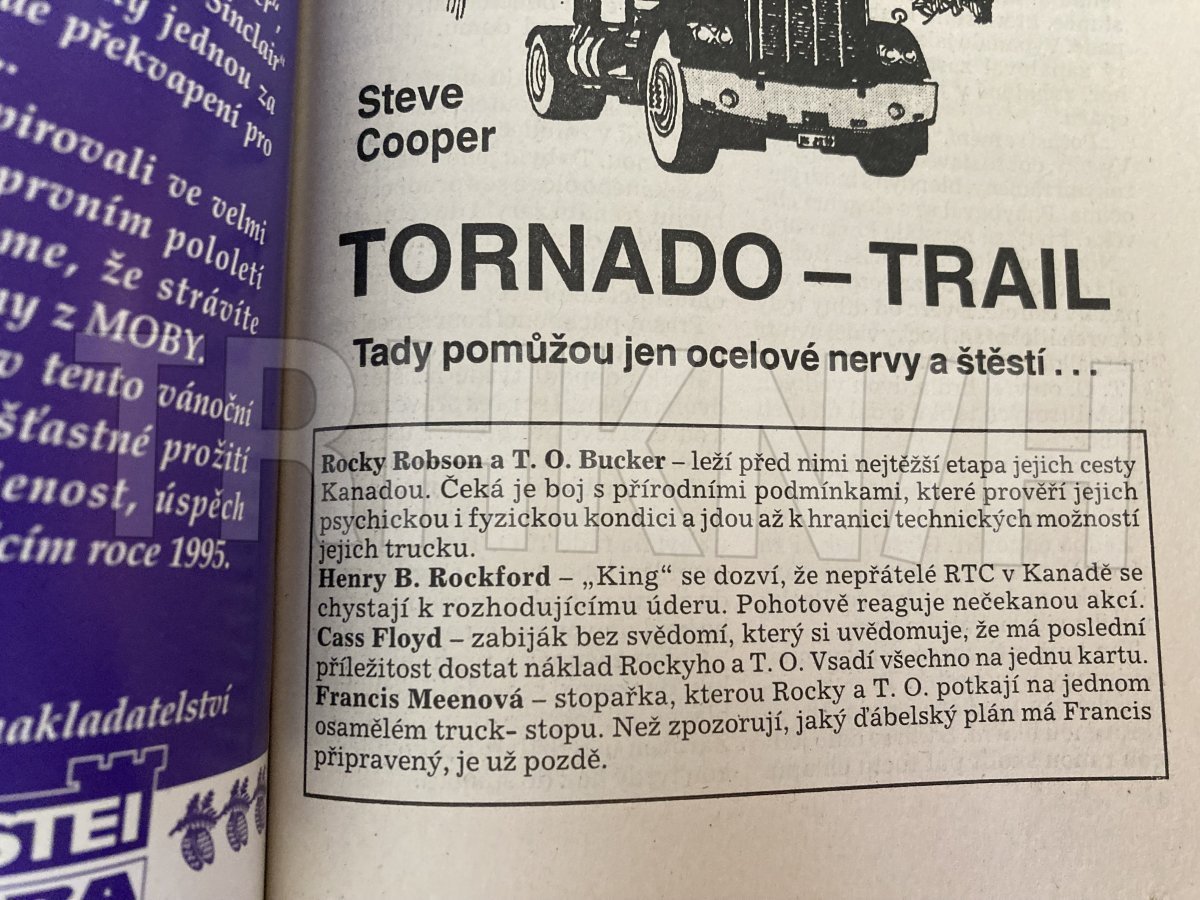 Sinclair"
jednou za
překvapení pro
ve velmi
prvním pololetí
že strávíte
z MOBY.
v tento vánoční
šťastné prožití
úspěch
roce 1995.
nakladatelství
Steve
Cooper
TORNADO – TRAIL
Tady pomůžou jen ocelové nervy a štěstí . . .
Rocky Robson a T. O. Bucker – leží před nimi nejtěžší etapa jejich cesty
Kanadou. Čeká je boj s přírodními podmínkami, které prověří jejich
psychickou i fyzickou kondici a jdou až k hranici technických možností
jejich trucku.
Henry B. Rockford – „King“ se dozví, že nepřátelé RTC v Kanadě se
chystají k rozhodujícímu úderu. Pohotově reaguje nečekanou akcí.
Cass Floyd – zabiják bez svědomí, který si uvědomuje, že má poslední
příležitost dostat náklad Rockyho a T. O. Vsadí všechno na jednu kartu.
Francis Meenová – stopařka, kterou Rocky a T. O. potkají na jednom
osamělém truck- stopu. Než zpozorují, jaký ďábelský plán má Francis
připravený, je už pozdě.